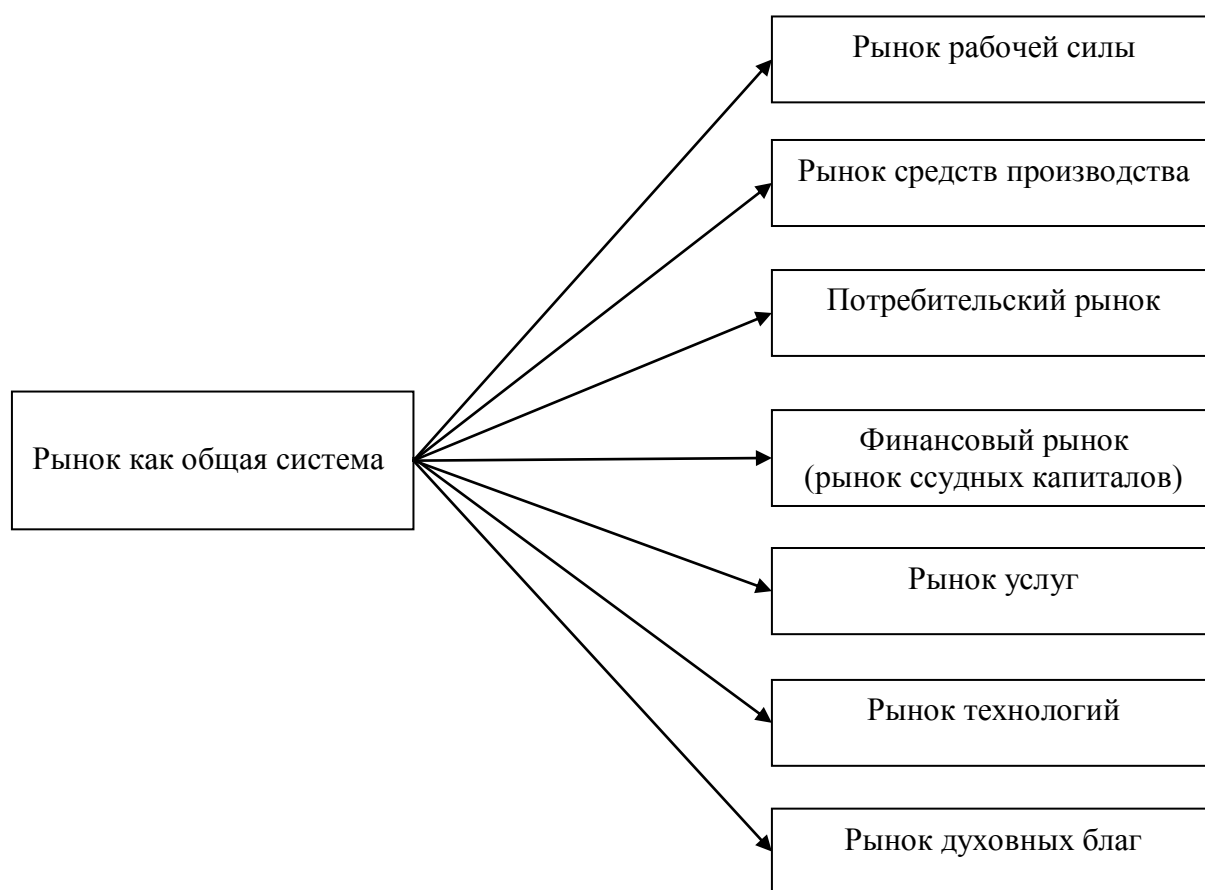 Рынок рабочей силы
Рынок средств производства
Потребительский рынок
Рынок как общая система
Финансовый рынок
(рынок ссудных капиталов)
Рынок услуг
Рынок технологий
Рынок духовных благ